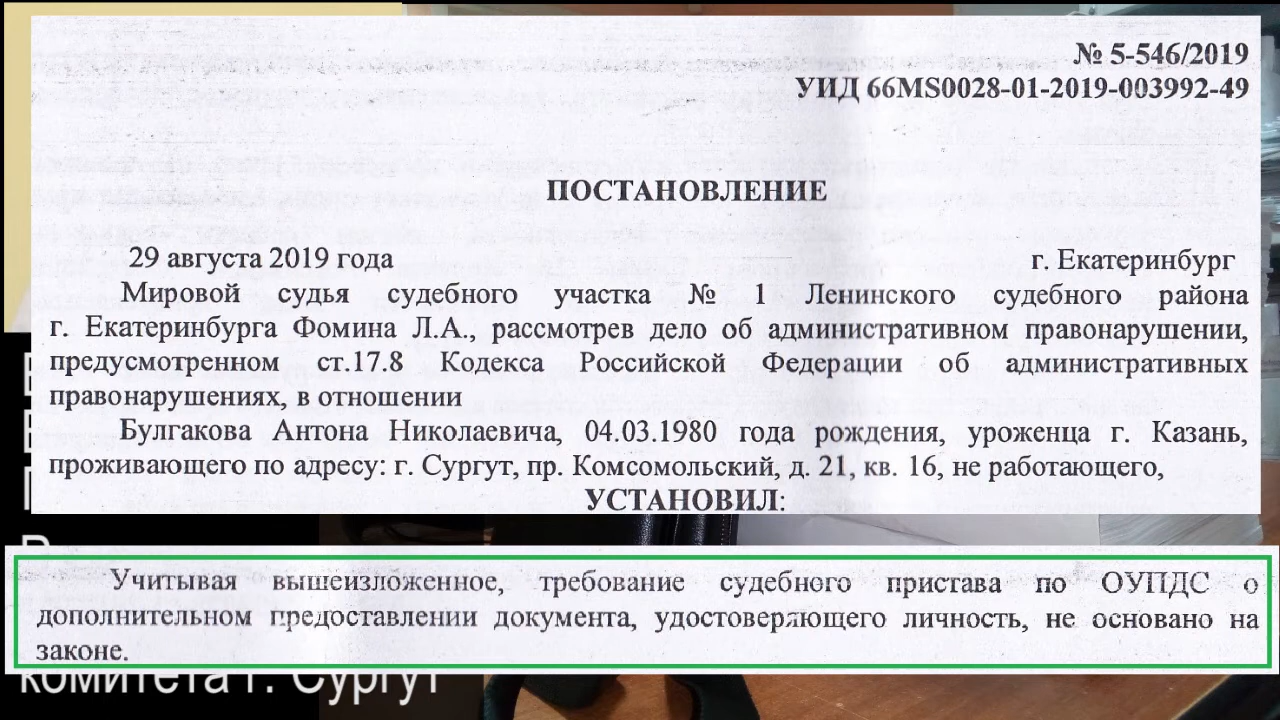 № 5-546/2019
УИД 66MS0028-01-2019-003992-49
ПОСТАНОВЛЕНИЕ
29 августа 2019 года г. Екатеринбург
Мировой судья судебного участка № 1 Ленинского судебного района
г. Екатеринбурга Фомина Л.А., рассмотрев дело об административном правонарушении,
предусмотренном ст.17.8 Кодекса Российской Федерации об административных
правонарушениях, в отношении
Булгакова Антона Николаевича, 04.03.1980 года рождения, уроженца г. Казань,
проживающего по адресу: г. Сургут, пр. Комсомольский, д. 21, кв. 16, не работающего,
УСТАНОВИЛ:
Учитывая вышеизложенное, требование судебного пристава по ОУПДС о
дополнительном предоставлении документа, удостоверяющего личность, не основано на
законе.
комитета г. Сургут